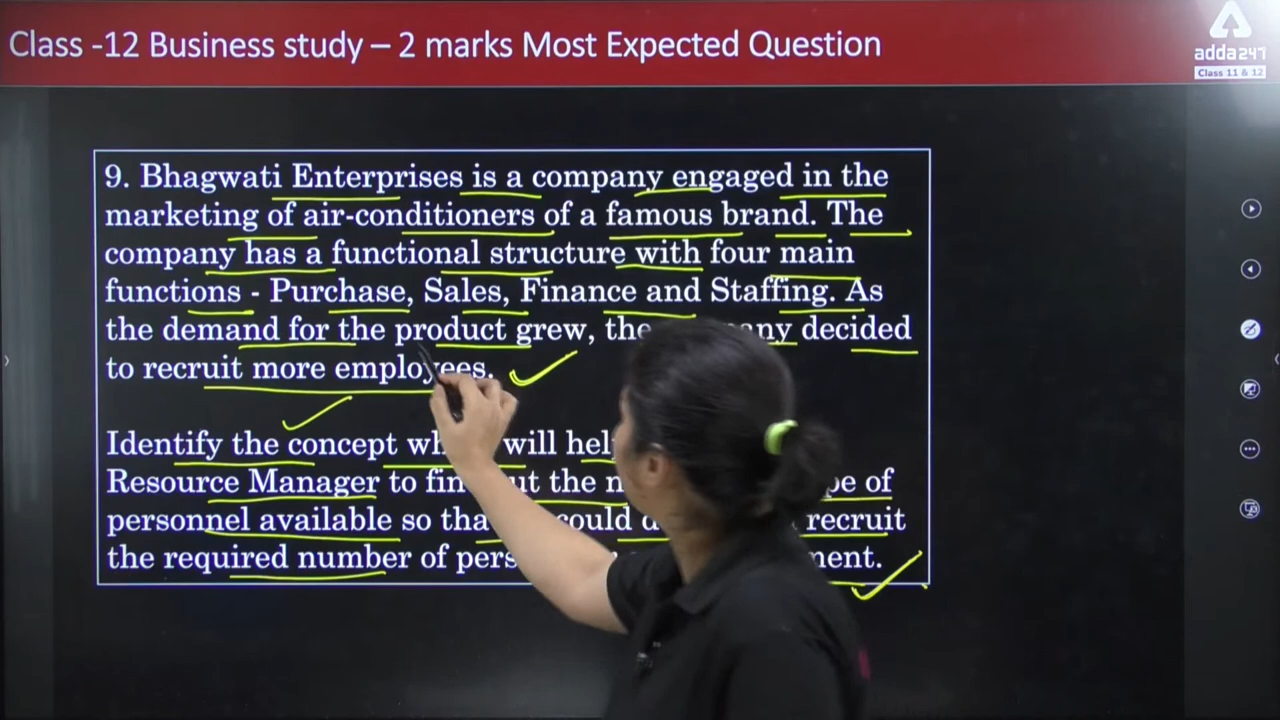 Class -12 Business study – 2 marks Most Expected Question
adda247
Class 11 & 12
9. Bhagwati Enterprises is a company engaged in the
marketing of air-conditioners of a famous brand. The
company has a functional structure with four main
functions - Purchase, Sales, Finance and Staffing. As
the demand for the product grew, the decided
to recruit more employees.
Identify the concept will
Resource Manager to the of
personnel available so recruit
the required number of